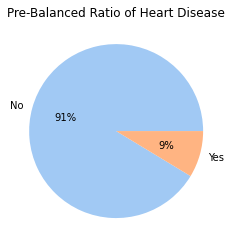 Pre-Balanced Ratio of Heart Disease
No
91%
9%
Yes